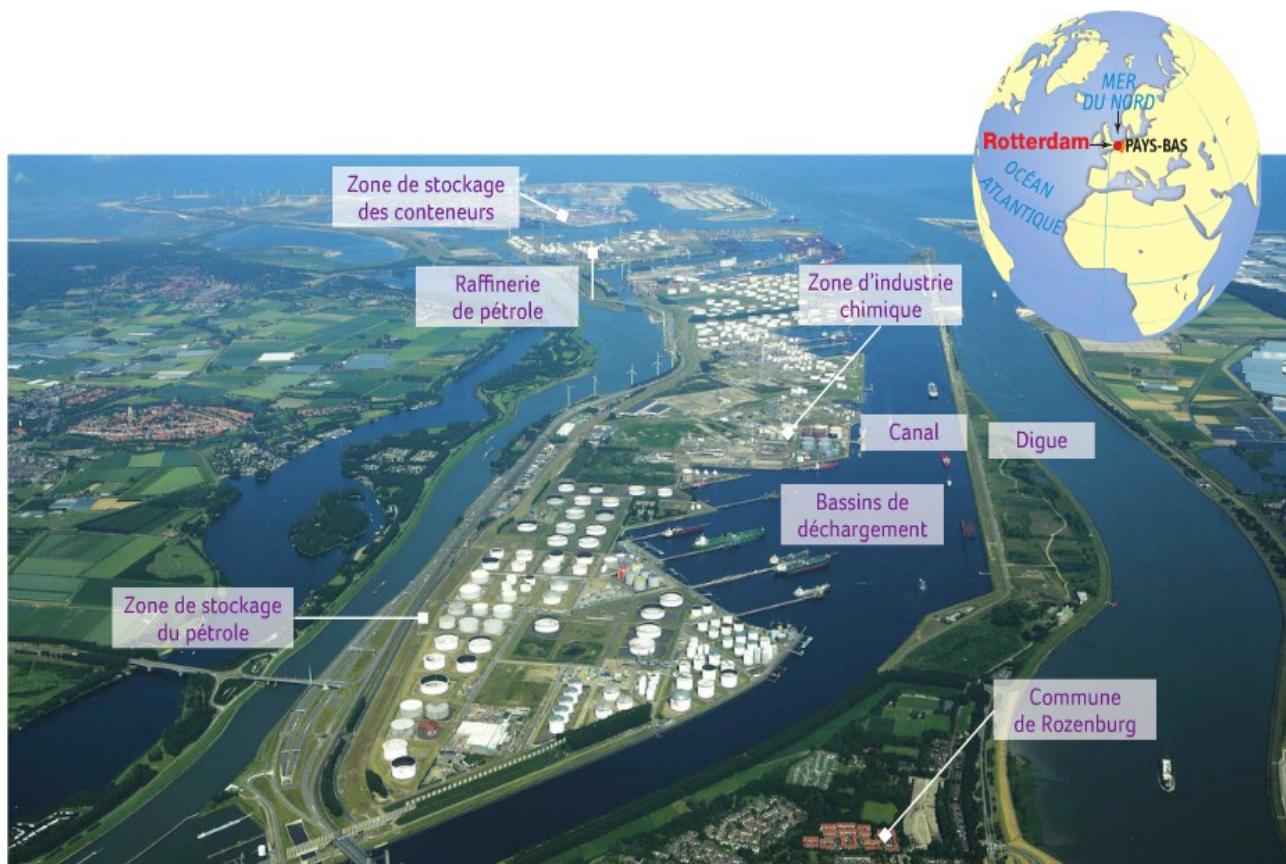 MER
DU NORD
Rotterdam
PAYS-BAS
OCÉAN
ATLANTIQUE
Zone de stockage
des conteneurs
Raffinerie
de pétrole
Zone d'industrie
chimique
Canal
Digue
Bassins de
déchargement
Zone de stockage
du pétrole
Commune
de Rozenburg